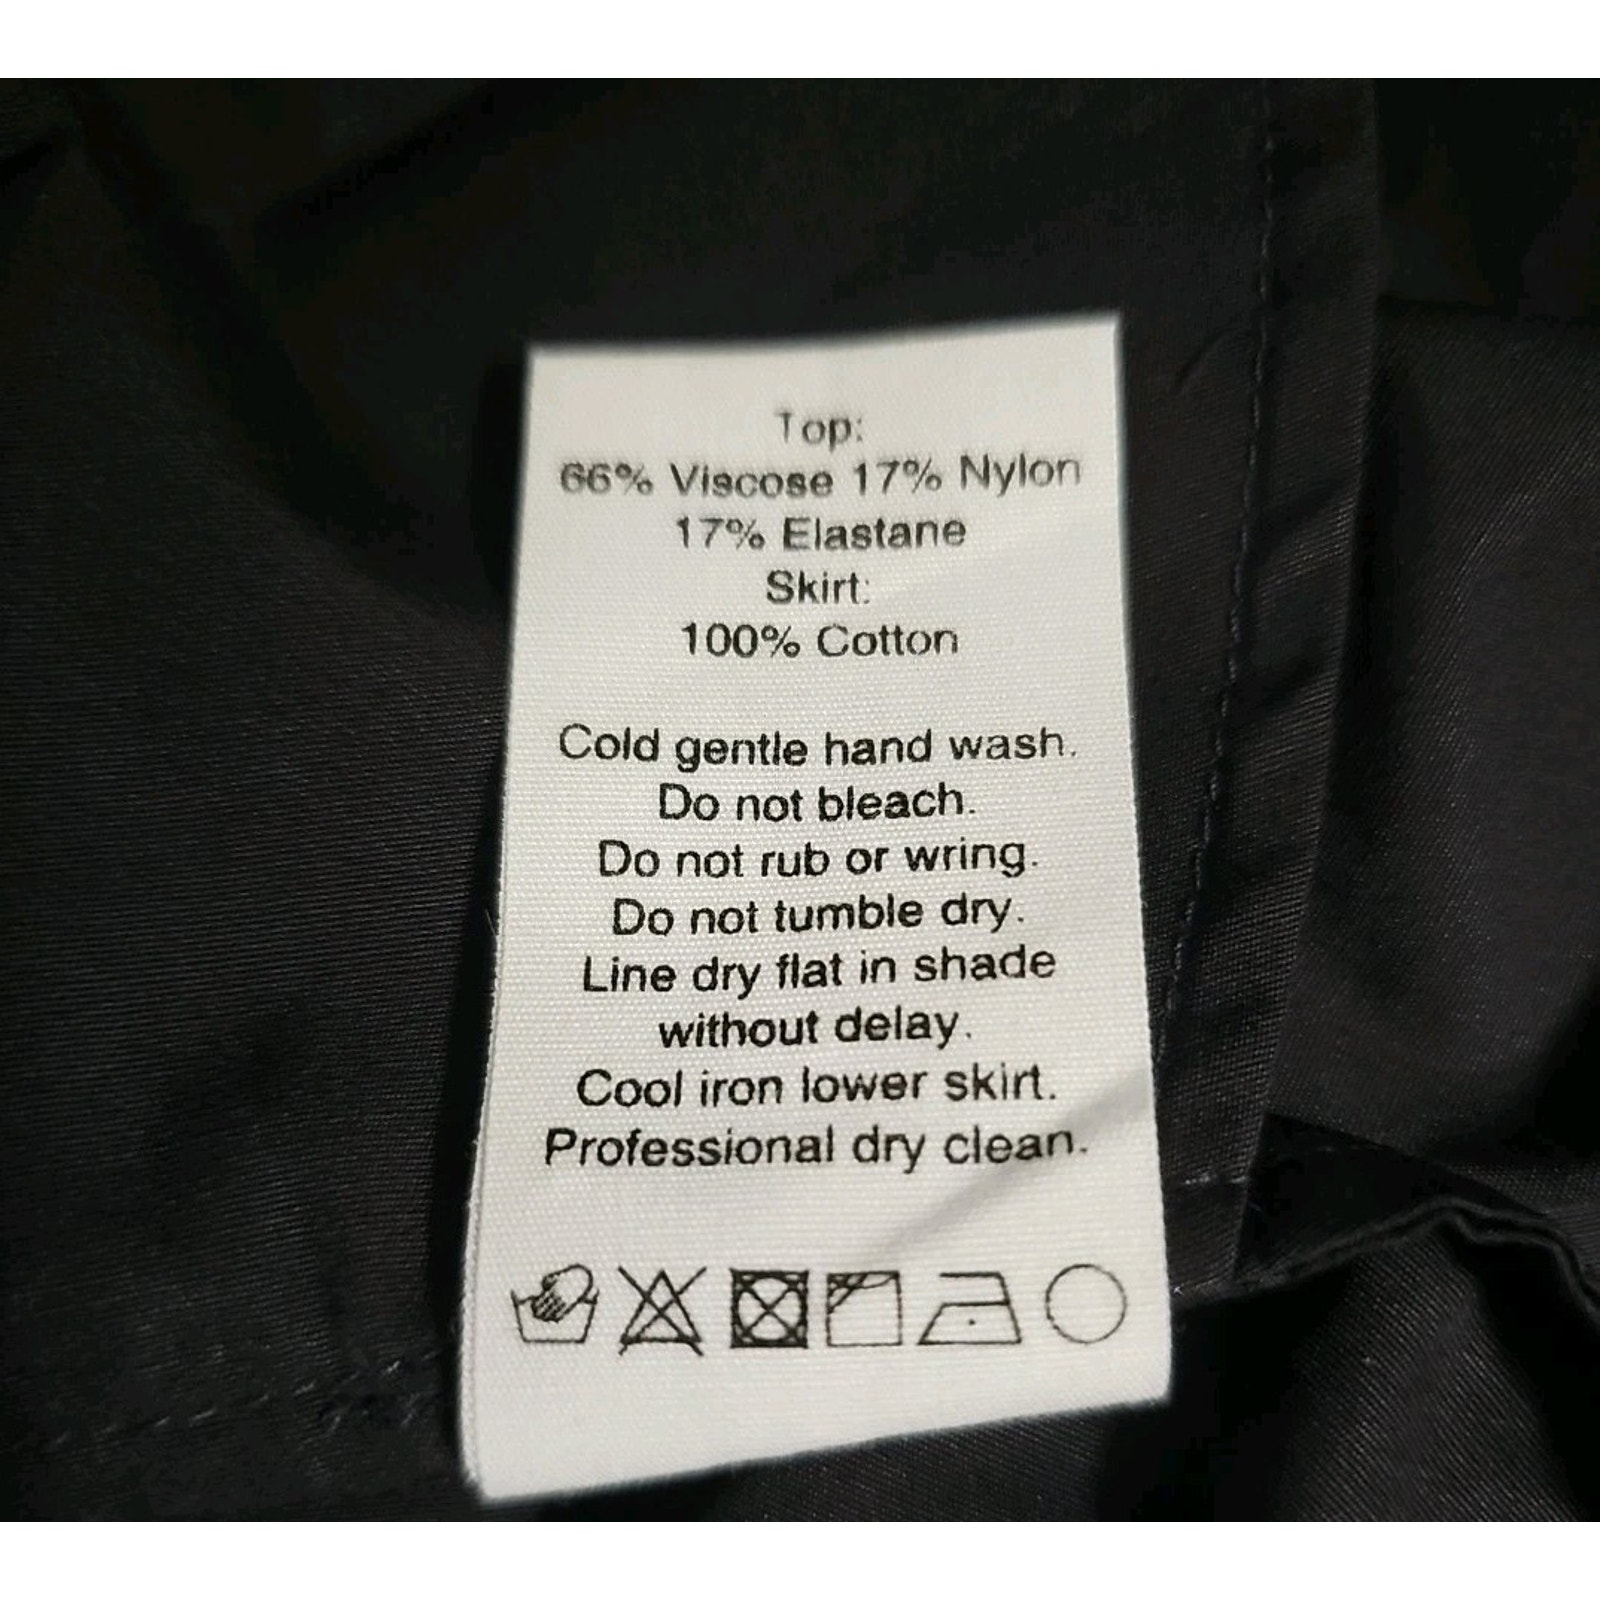 Top:
66% Viscose 17% Nylon
17% Elastane
Skirt:
100% Cotton
Cold gentle hand wash.
Do not bleach.
Do not rub or wring.
Do not tumble dry.
Line dry flat in shade
without delay.
Cool iron lower skirt.
Professional dry clean.